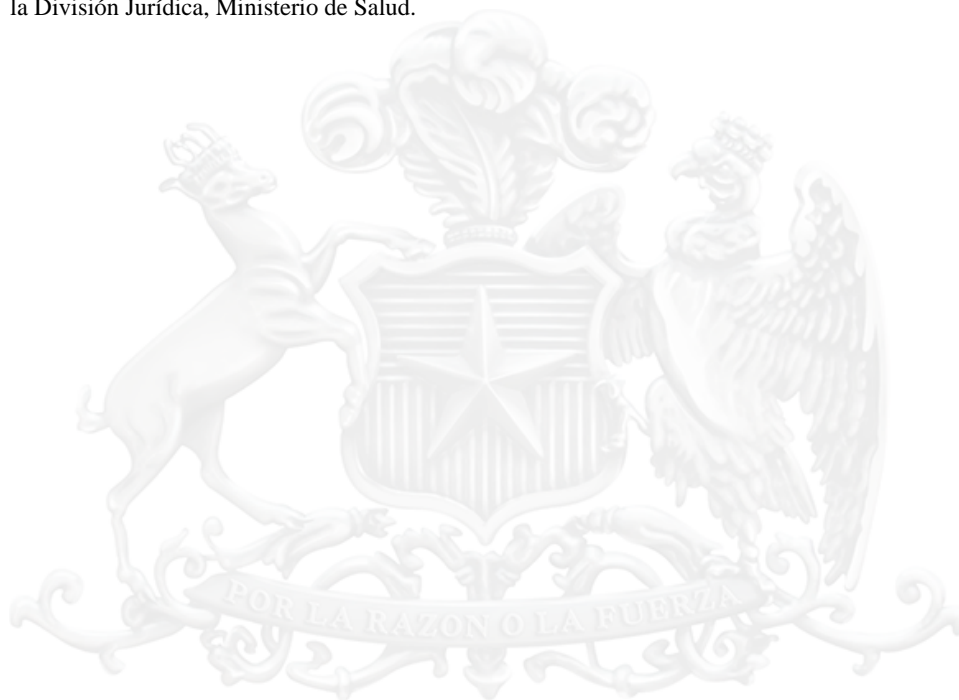 la División Jurídica, Ministerio de Salud.
POR LA RAZON O LA FUERZA